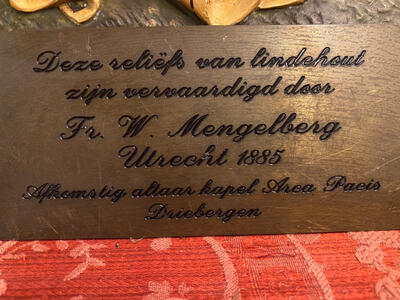 Deze reliëfs van lindehout
zijn vervaardigd door
Fr. W. Mengelberg
Utrecht 1885
Afkomstig altaar kapel Arca Pacis
Driebergen